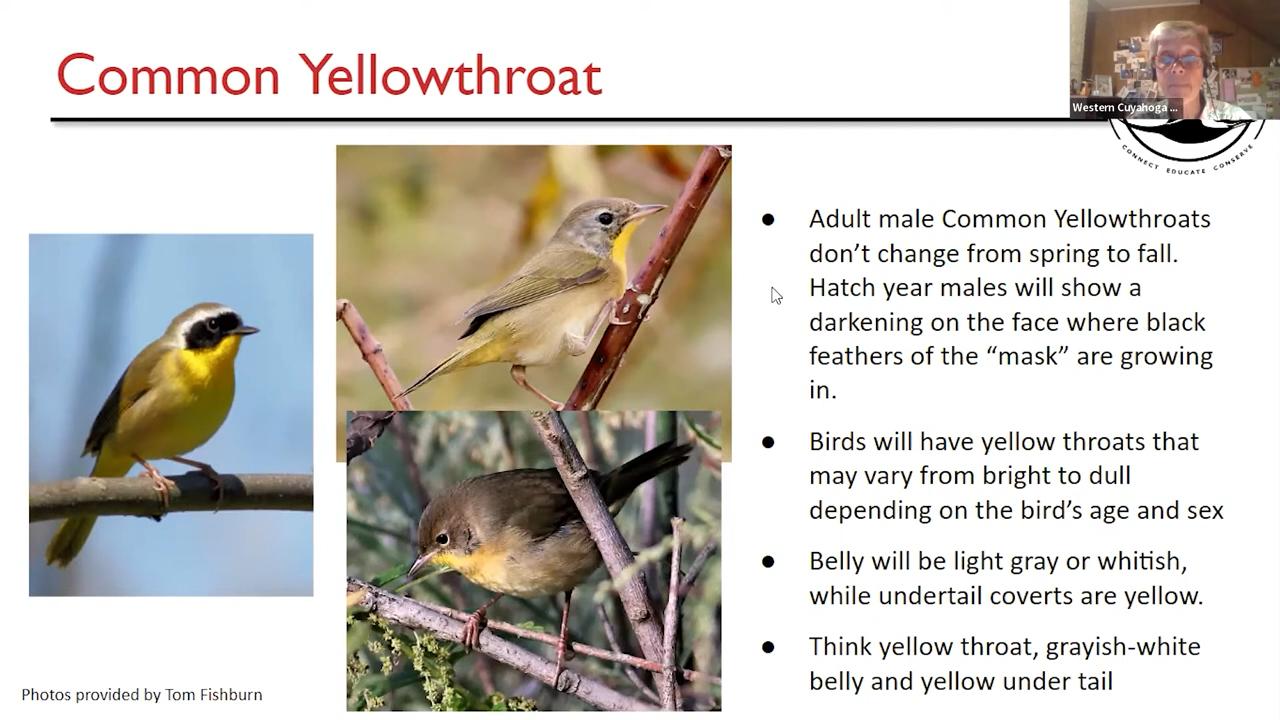 Common Yellowthroat
Western Cuyahoga ...
CONNECT EDUCATE CONSERVE
● Adult male Common Yellowthroats
don’t change from spring to fall.
Hatch year males will show a
darkening on the face where black
feathers of the “mask” are growing
in.
● Birds will have yellow throats that
may vary from bright to dull
depending on the bird’s age and sex
● Belly will be light gray or whitish,
while undertail coverts are yellow.
● Think yellow throat, grayish-white
belly and yellow under tail
Photos provided by Tom Fishburn